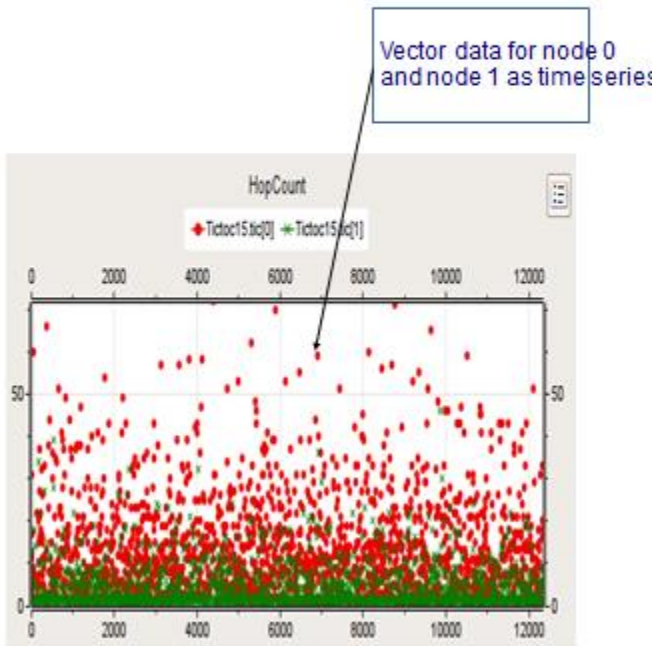 Vector data for node 0
and node 1 as time series
HopCount
Tictoc15.tic[0] Tictoc15.tic[1]
0 2000 4000 6000 8000 10000 12000
50 50
0 0
0 2000 4000 6000 8000 10000 12000